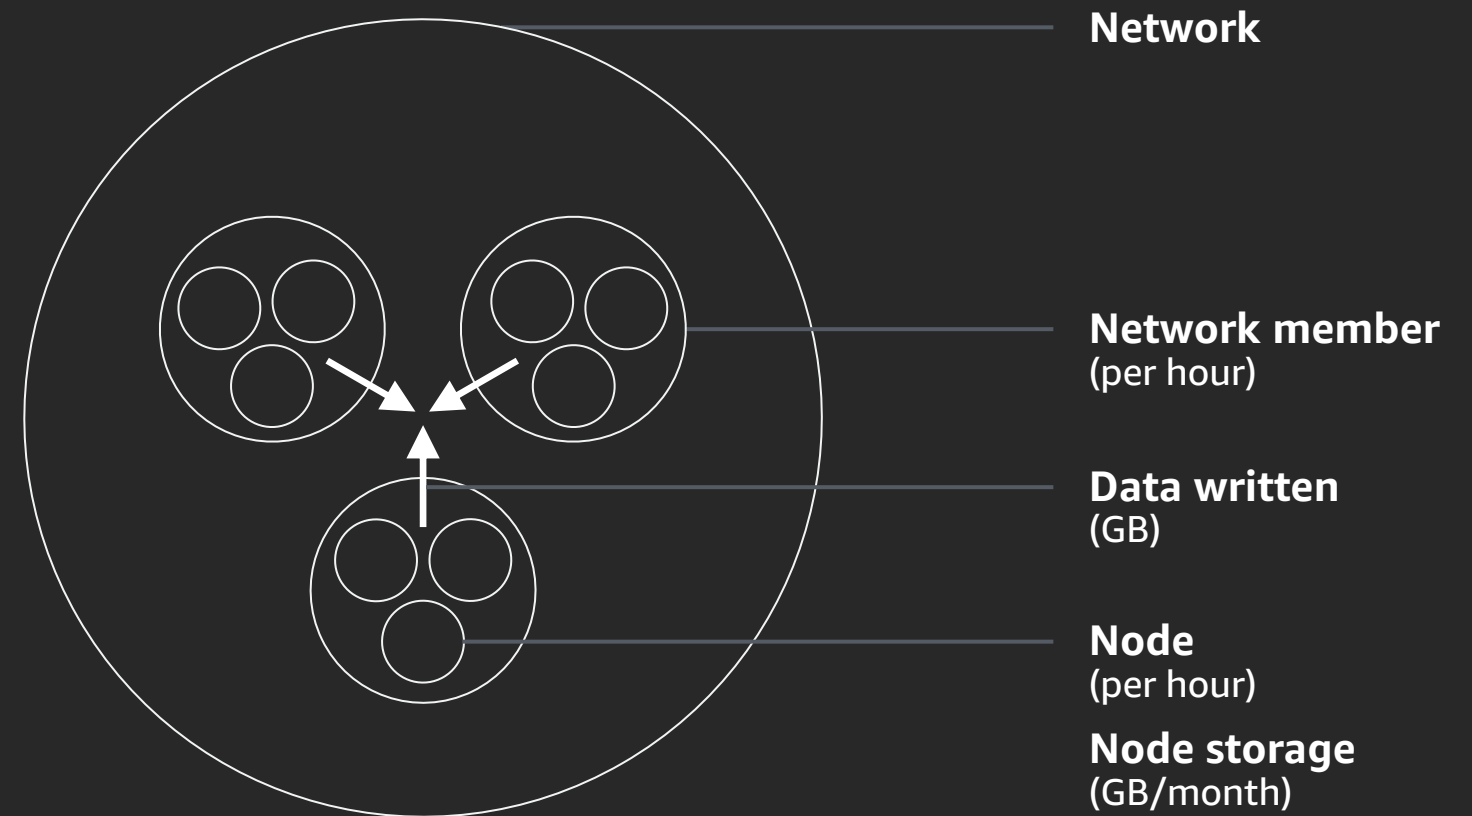 Network
Network member
(per hour)
Data written
(GB)
Node
(per hour)
Node storage
(GB/month)